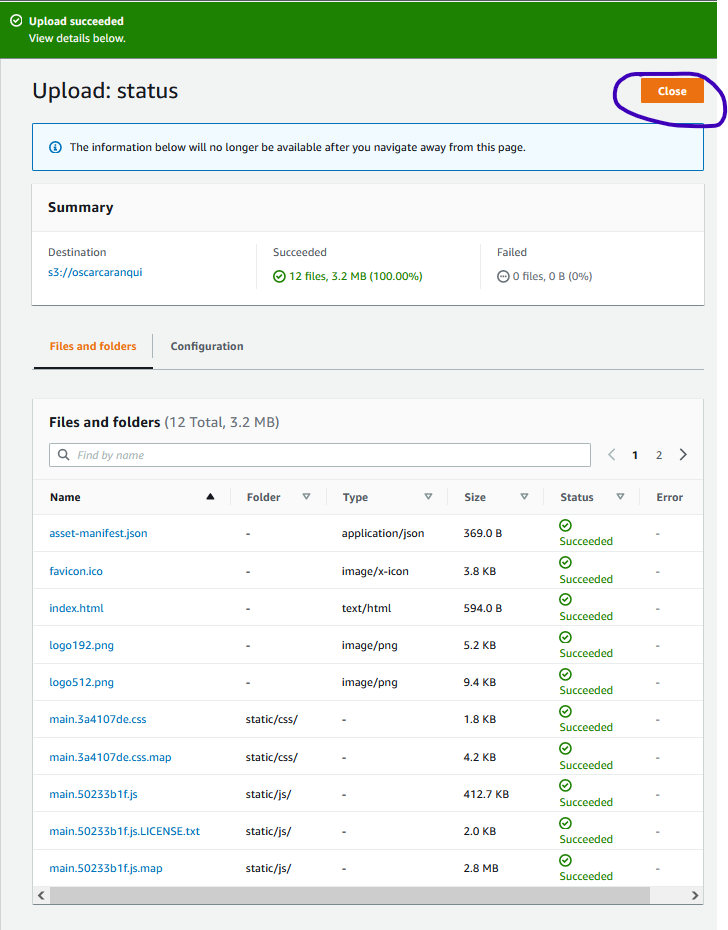 Upload succeeded
View details below.
Upload: status
Close
The information below will no longer be available after you navigate away from this page.
Summary
Destination Succeeded Failed
s3://oscarcaranqui 12 files, 3.2 MB (100.00%) 0 files, 0 B (0%)
Files and folders Configuration
Files and folders (12 Total, 3.2 MB)
Find by name 1 2
Name Folder Type Size Status Error
asset-manifest.json - application/json 369.0 B Succeeded -
favicon.ico - image/x-icon 3.8 KB Succeeded -
index.html - text/html 594.0 B Succeeded -
logo192.png - image/png 5.2 KB Succeeded -
logo512.png - image/png 9.4 KB Succeeded -
main.3a4107de.css static/css/ - 1.8 KB Succeeded -
main.3a4107de.css.map static/css/ - 4.2 KB Succeeded -
main.50233b1f.js static/js/ - 412.7 KB Succeeded -
main.50233b1f.js.LICENSE.txt static/js/ - 2.0 KB Succeeded -
main.50233b1f.js.map static/js/ - 2.8 MB Succeeded -